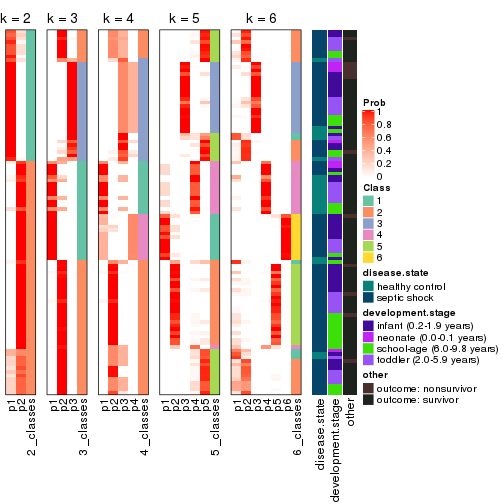 k = 2 k = 3 k = 4 k = 5 k = 6
Prob
1
0.8
0.6
0.4
0.2
0
Class
1
2
3
4
5
6
disease.state
healthy control
septic shock
development.stage
infant (0.2-1.9 years)
neonate (0.0-0.1 years)
school-age (6.0-9.8 years)
toddler (2.0-5.9 years)
other
outcome: nonsurvivor
outcome: survivor
p1
p2
2_classes
p1
p2
p3
3_classes
p1
p2
p3
p4
4_classes
p1
p2
p3
p4
p5
5_classes
p1
p2
p3
p4
p5
p6
6_classes
disease.state
development.stage
other